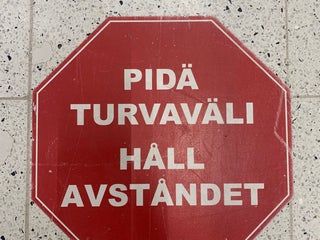 PIDÄ
TURVAVÄLI
HÅLL
AVSTÅNDET